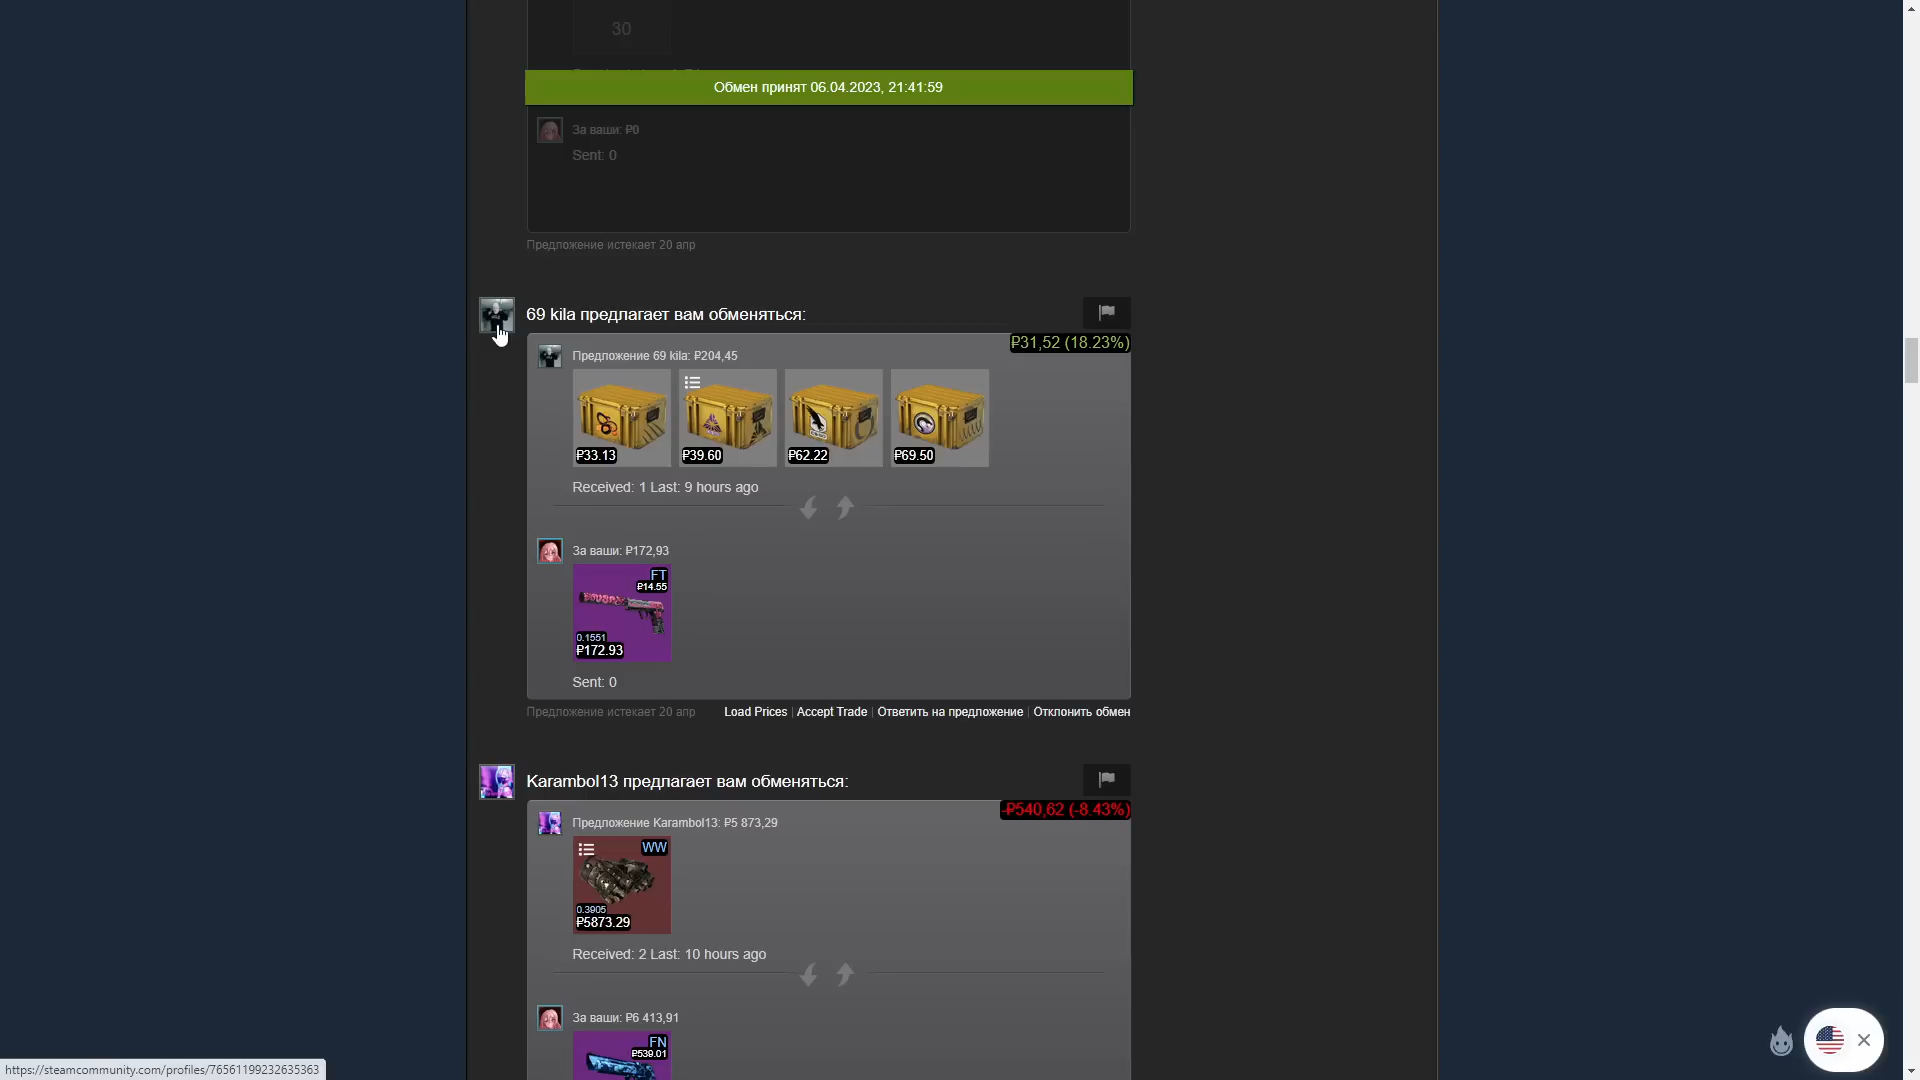 30
Обмен принят 06.04.2023, 21:41:59
За ваши: ₽0
Sent: 0
Предложение истекает 20 апр
69 kila предлагает вам обменяться:
₽31,52 (18.23%)
Предложение 69 kila: ₽204,45
₽33.13
₽39.60
₽62.22
₽69.50
Received: 1 Last: 9 hours ago
За ваши: ₽172,93
FT
₽14.55
0.1551
₽172.93
Sent: 0
Предложение истекает 20 апр
Load Prices | Accept Trade | Ответить на предложение | Отклонить обмен
Karambol13 предлагает вам обменяться:
-₽540,62 (-8.43%)
Предложение Karambol13: ₽5 873,29
WW
0.3905
₽5873.29
Received: 2 Last: 10 hours ago
За ваши: ₽6 413,91
FN
₽539.01
https://steamcommunity.com/profiles/76561199232635363